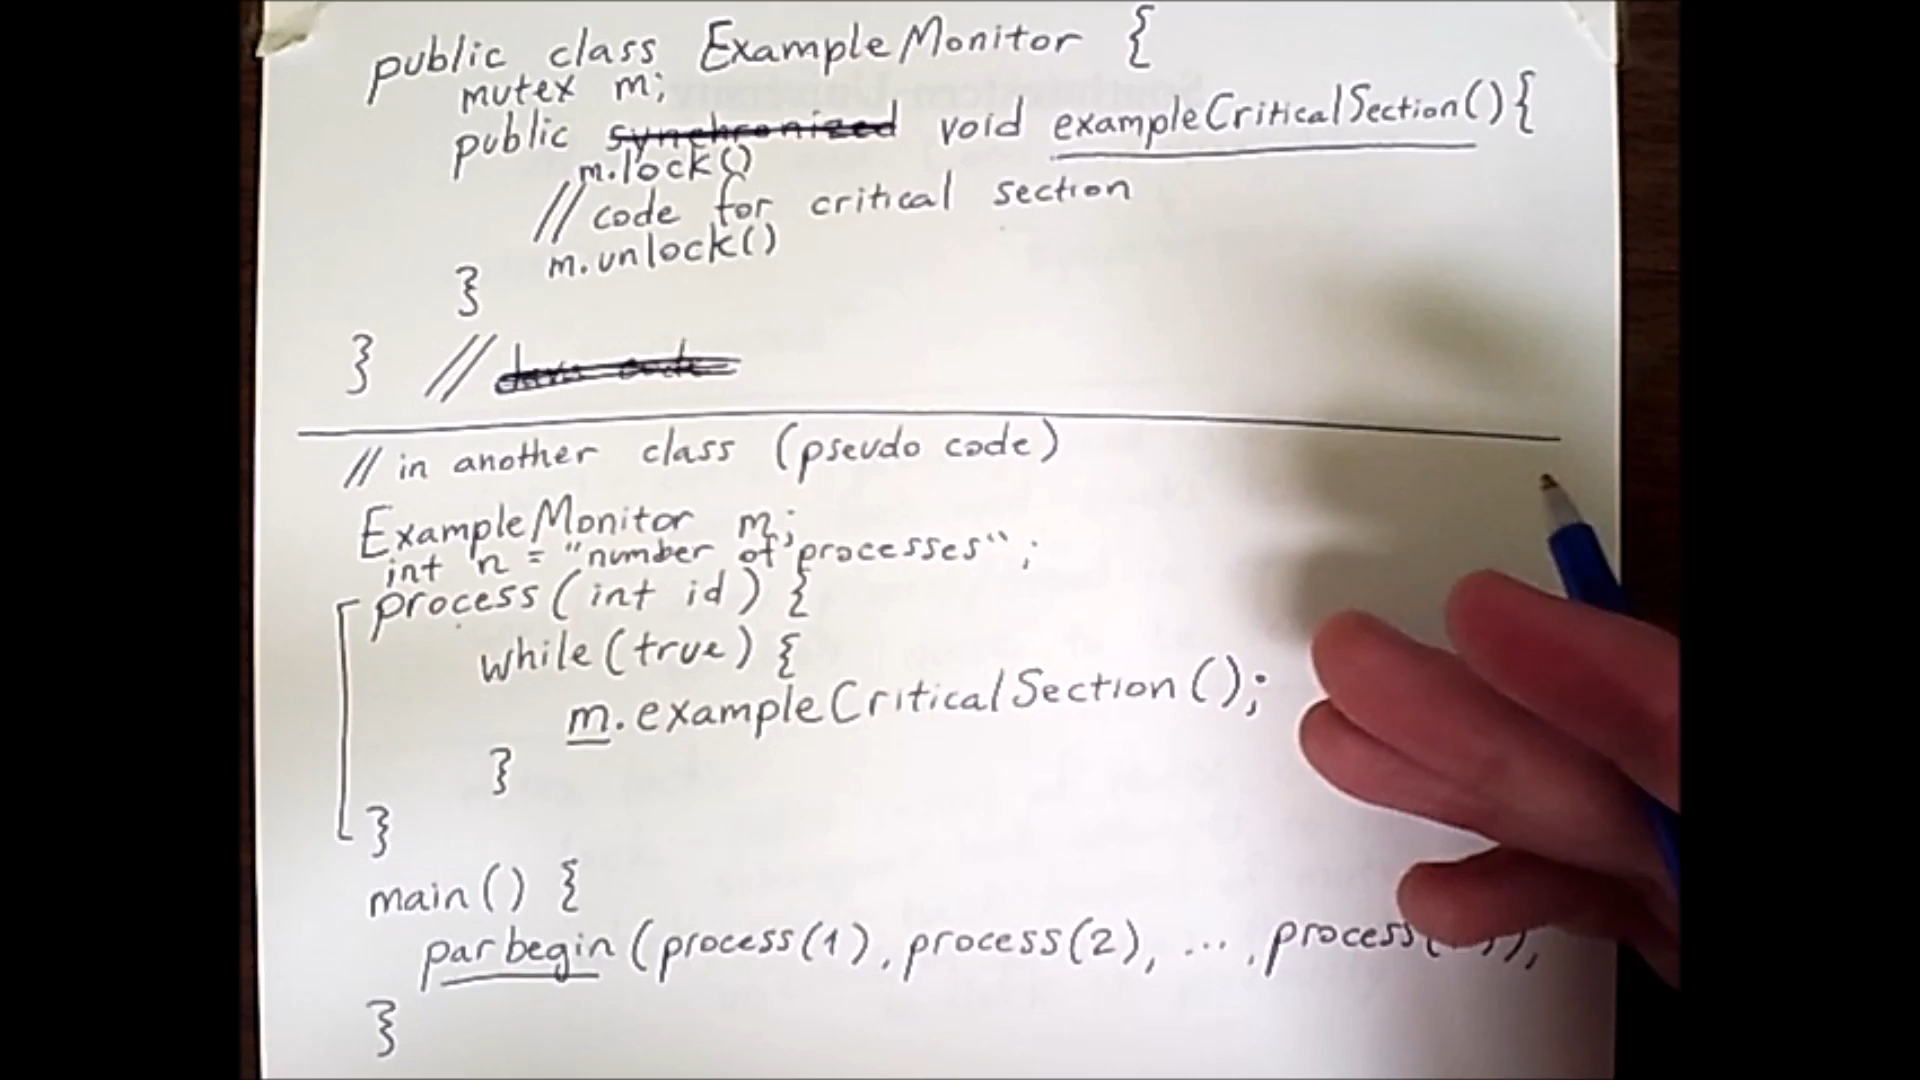 public class ExampleMonitor {
mutex m;
public synchronized void exampleCriticalSection(){
m.lock()
// code for critical section
m.unlock()
}
} //
// in another class (pseudo code)
ExampleMonitor m;
int n = "number of processes";
process(int id) {
while(true) {
m.exampleCriticalSection();
}
}
main() {
parbegin (process(1), process(2), ..., process(
}